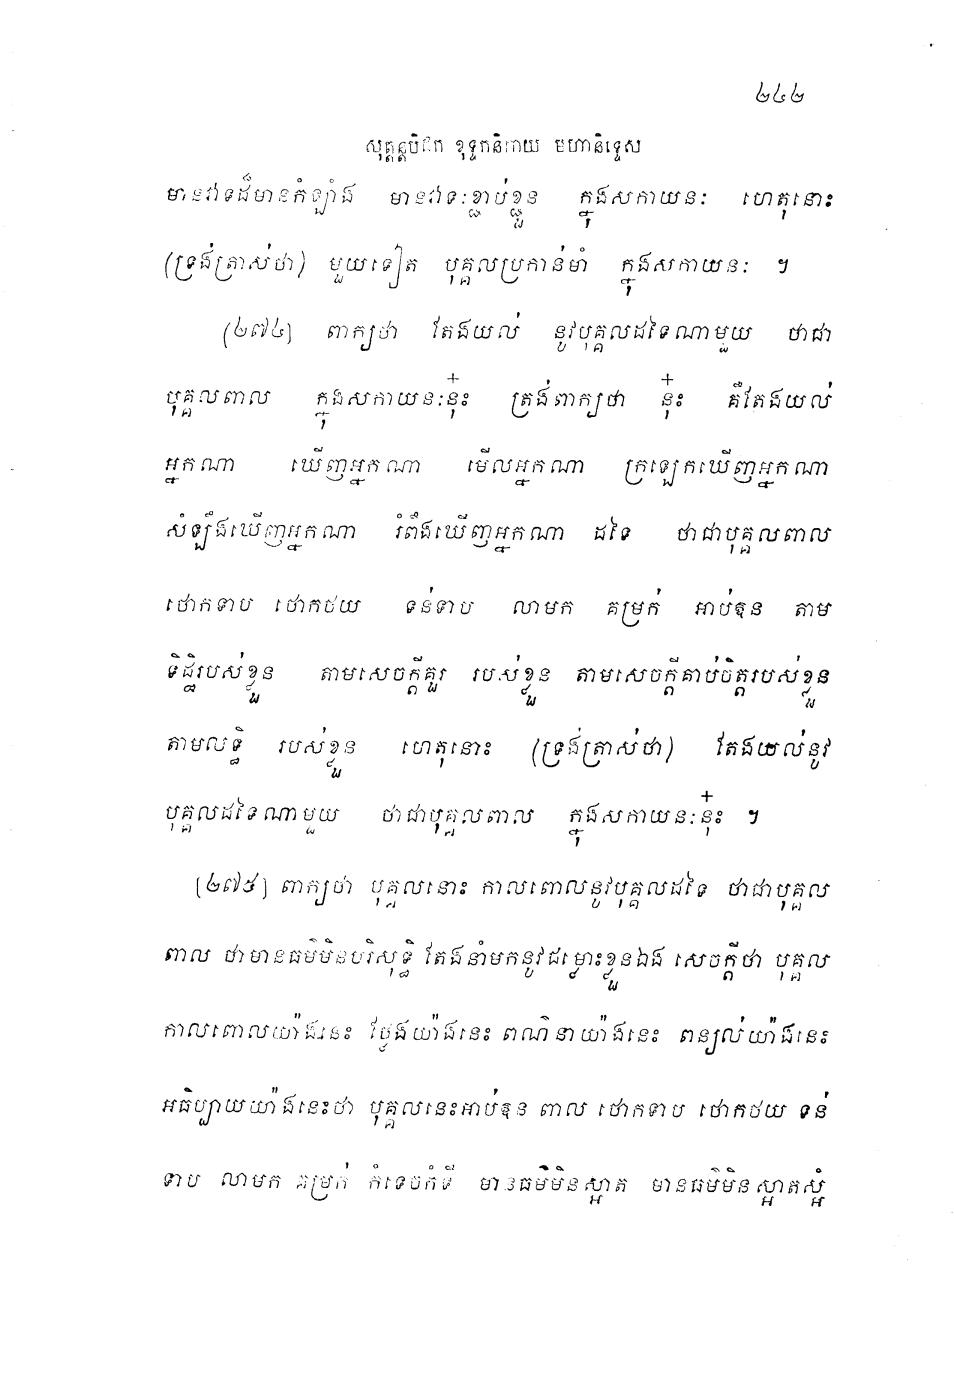 ២៤២
សុត្តន្តបិដក ខុទ្ទកនិកាយ មហានិទ្ទេស
មានវាទដ៏មានកំឡាំង មានវាទៈខ្ជាប់ខ្ជួន ក្នុងសកាយនៈ ហេតុនោះ
(ទ្រង់ត្រាស់ថា) មួយទៀត បុគ្គលប្រកាន់មាំ ក្នុងសកាយនៈ ។
(២៧៤) ពាក្យថា តែងយល់ នូវបុគ្គលដទៃណាមួយ ថាជា
បុគ្គលពាល ក្នុងសកាយនៈនុ៎ះ ត្រង់ពាក្យថា នុ៎ះ គឺតែងយល់
អ្នកណា ឃើញអ្នកណា មើលអ្នកណា ក្រឡេកឃើញអ្នកណា
សំឡឹងឃើញអ្នកណា រំពឹងឃើញអ្នកណា ដទៃ ថាជាបុគ្គលពាល
ថោកទាប ថោកថយ ទន់ទាប លាមក គម្រក់ អាប់ឱន តាម
ទិដ្ឋិរបស់ខ្លួន តាមសេចក្តីគួរ របស់ខ្លួន តាមសេចក្តីគាប់ចិត្តរបស់ខ្លួន
តាមលទ្ធិ របស់ខ្លួន ហេតុនោះ (ទ្រង់ត្រាស់ថា) តែងយល់នូវ
បុគ្គលដទៃណាមួយ ថាជាបុគ្គលពាល ក្នុងសកាយនៈនុ៎ះ ។
(២៧៥) ពាក្យថា បុគ្គលនោះ កាលពោលនូវបុគ្គលដទៃ ថាជាបុគ្គល
ពាល ថាមានធម៌មិនបរិសុទ្ធិ តែងនាំមកនូវជម្លោះខ្លួនឯង សេចក្តីថា បុគ្គល
កាលពោលយ៉ាងនេះ ថ្លែងយ៉ាងនេះ ពណ៌នាយ៉ាងនេះ ពន្យល់យ៉ាងនេះ
អធិប្បាយយ៉ាងនេះថា បុគ្គលនេះអាប់ឱន ពាល ថោកទាប ថោកថយ ទន់
ទាប លាមក គម្រក់ កំទេចកំទី មានធម៌មិនស្អាត មានធម៌មិនស្អាតស្អំ